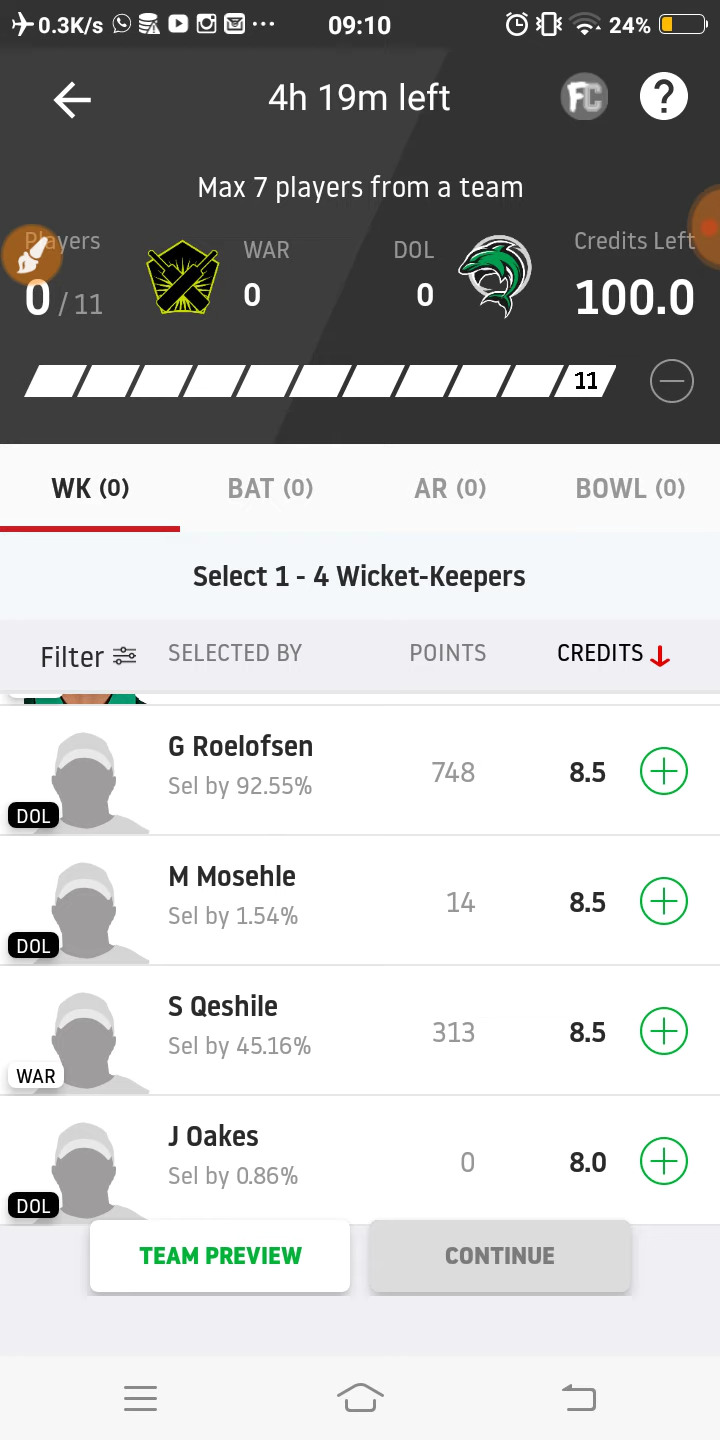 0.3K/s 09:10 24%
4h 19m left FC ?
Max 7 players from a team
Players WAR DOL Credits Left
0 / 11 0 0 100.0
11
WK (0) BAT (0) AR (0) BOWL (0)
Select 1 - 4 Wicket-Keepers
Filter SELECTED BY POINTS CREDITS
G Roelofsen
Sel by 92.55% 748 8.5
DOL
M Mosehle
Sel by 1.54% 14 8.5
DOL
S Qeshile
Sel by 45.16% 313 8.5
WAR
J Oakes
Sel by 0.86% 0 8.0
DOL
TEAM PREVIEW CONTINUE